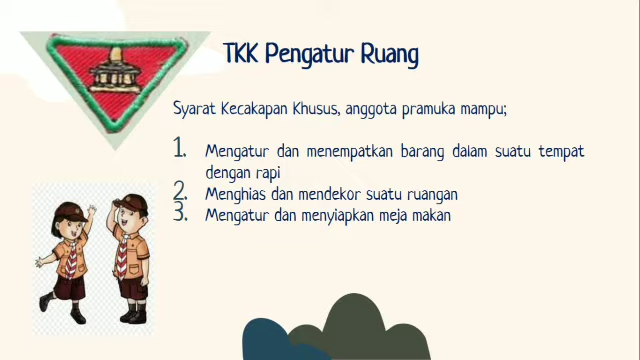 TKK Pengatur Ruang
Syarat Kecakapan Khusus, anggota pramuka mampu;
1. Mengatur dan menempatkan barang dalam suatu tempat
dengan rapi
2. Menghias dan mendekor suatu ruangan
3. Mengatur dan menyiapkan meja makan